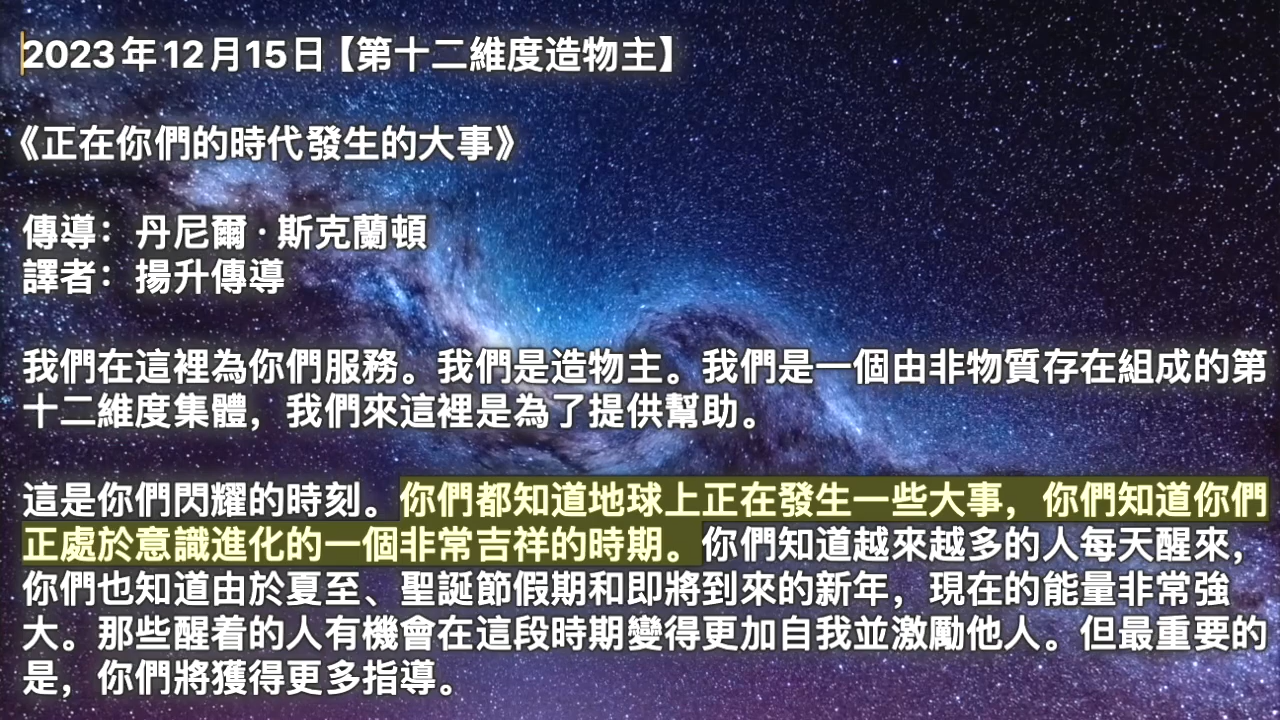 2023年12月15日【第十二維度造物主】
《正在你們的時代發生的大事》
傳導：丹尼爾·斯克蘭頓
譯者：揚升傳導
我們在這裡為你們服務。我們是造物主。我們是一個由非物質存在組成的第
十二維度集體，我們來這裡是為了提供幫助。
這是你們閃耀的時刻。你們都知道地球上正在發生一些大事，你們知道你們
正處於意識進化的一個非常吉祥的時期。你們知道越來越多的人每天醒來，
你們也知道由於夏至、聖誕節假期和即將到來的新年，現在的能量非常強
大。那些醒着的人有機會在這段時期變得更加自我並激勵他人。但最重要的
是，你們將獲得更多指導。